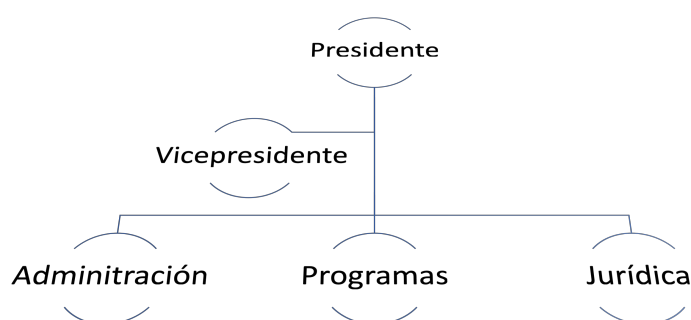 Presidente
Vicepresidente
Adminitración
Programas
Jurídica